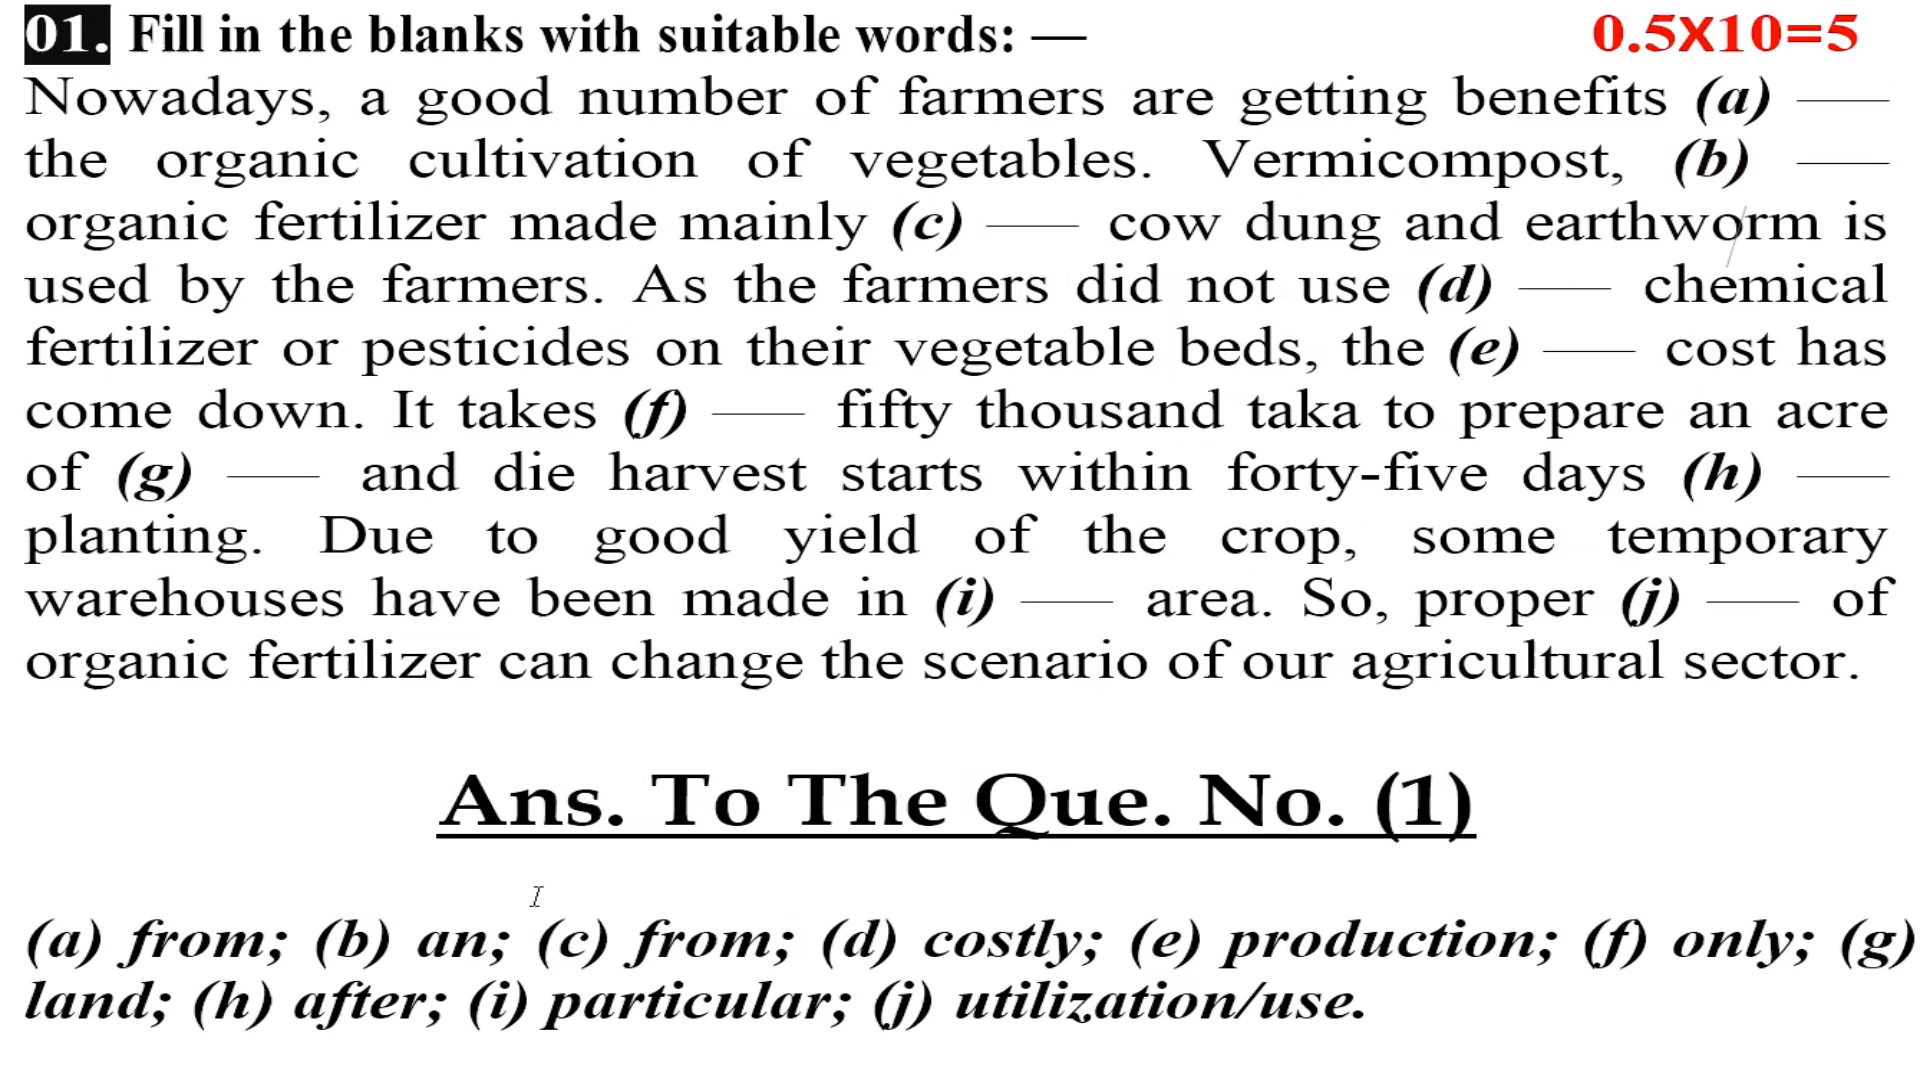 01. Fill in the blanks with suitable words: — 0.5X10=5
Nowadays, a good number of farmers are getting benefits (a) ——
the organic cultivation of vegetables. Vermicompost, (b) ——
organic fertilizer made mainly (c) —— cow dung and earthworm is
used by the farmers. As the farmers did not use (d) —— chemical
fertilizer or pesticides on their vegetable beds, the (e) —— cost has
come down. It takes (f) —— fifty thousand taka to prepare an acre
of (g) —— and die harvest starts within forty-five days (h) ——
planting. Due to good yield of the crop, some temporary
warehouses have been made in (i) —— area. So, proper (j) —— of
organic fertilizer can change the scenario of our agricultural sector.
Ans. To The Que. No. (1)
(a) from; (b) an; (c) from; (d) costly; (e) production; (f) only; (g)
land; (h) after; (i) particular; (j) utilization/use.